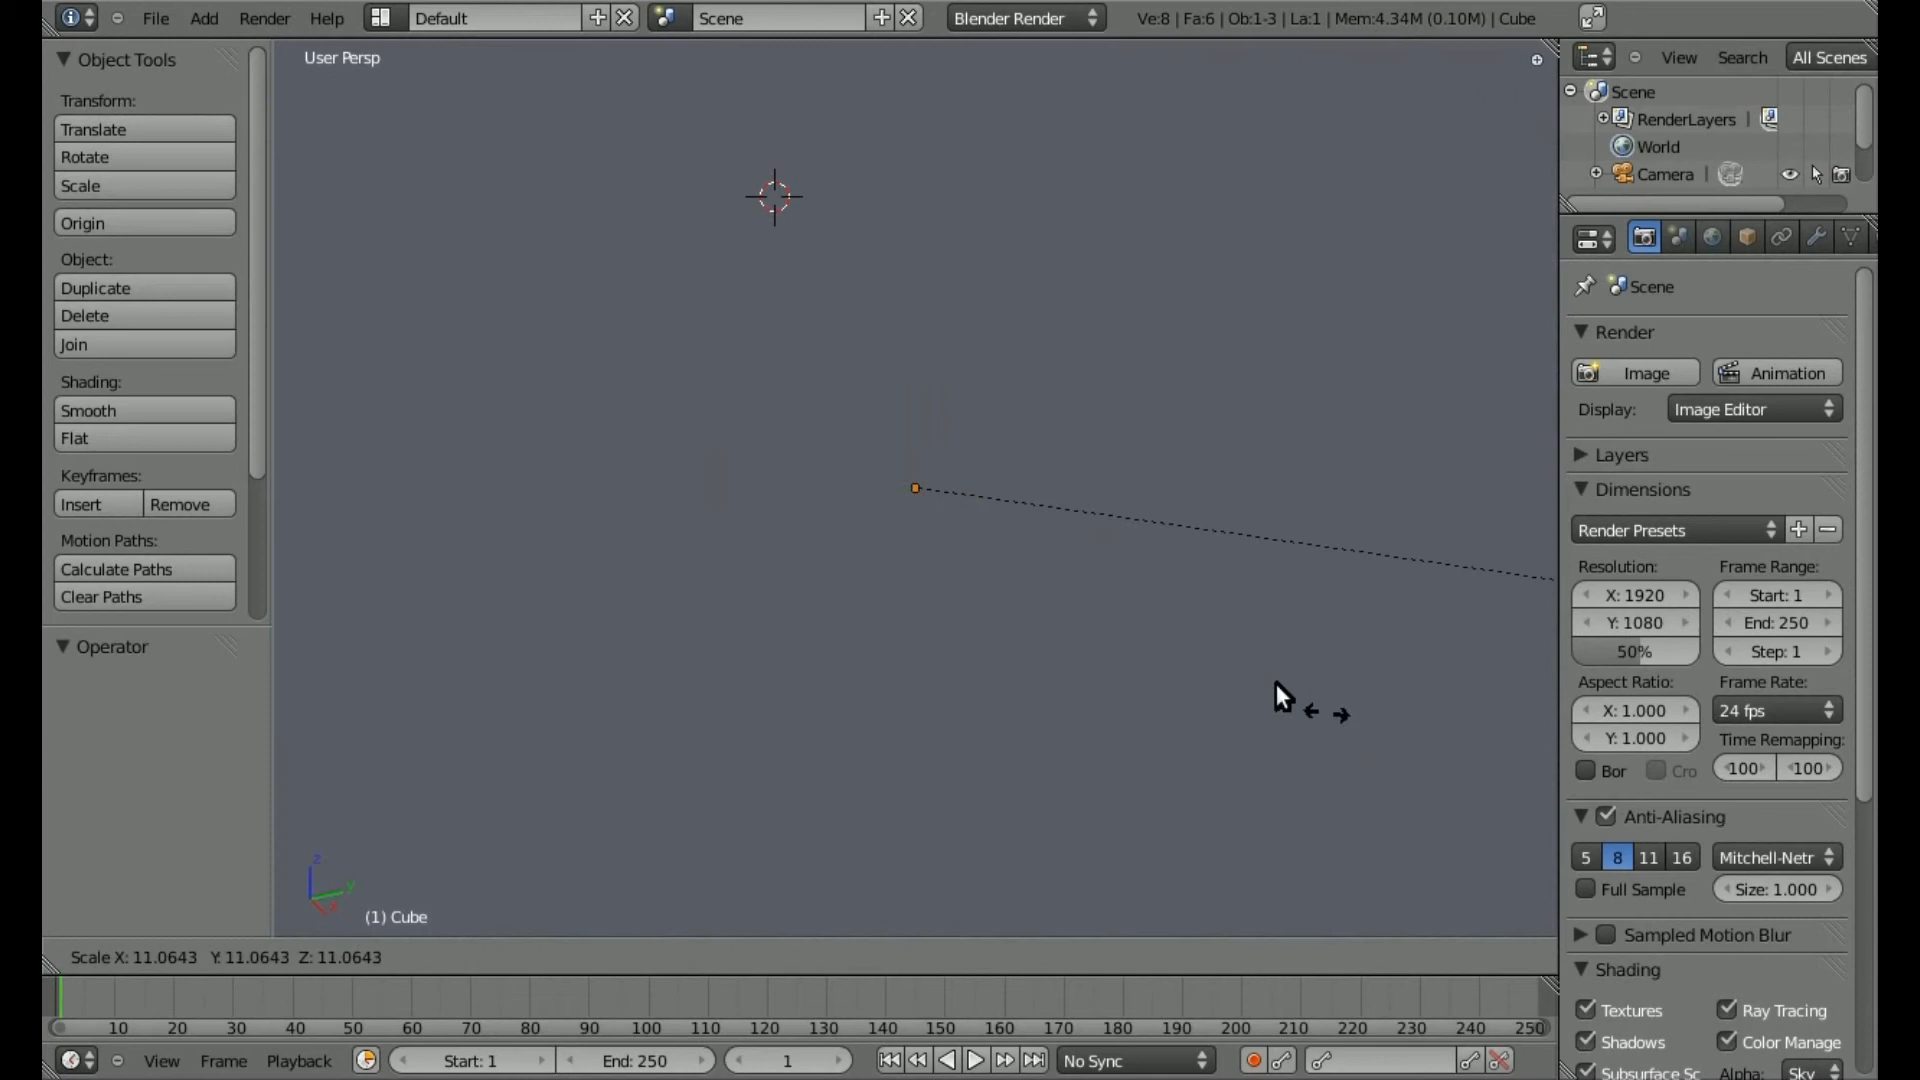 File Add Render Help Default Scene Blender Render Ve:8 | Fa:6 | Ob:1-3 | La:1 | Mem:4.34M (0.10M) | Cube
Object Tools
Transform:
Translate
Rotate
Scale
Origin
Object:
Duplicate
Delete
Join
Shading:
Smooth
Flat
Keyframes:
Insert Remove
Motion Paths:
Calculate Paths
Clear Paths
Operator
User Persp
z
y
x
(1) Cube
Scale X: 11.0643 Y: 11.0643 Z: 11.0643
View Search All Scenes
Scene
RenderLayers |
World
Camera |
Scene
Render
Image Animation
Display: Image Editor
Layers
Dimensions
Render Presets
Resolution: Frame Range:
X: 1920 Start: 1
Y: 1080 End: 250
50% Step: 1
Aspect Ratio: Frame Rate:
X: 1.000 24 fps
Y: 1.000 Time Remapping:
Bor Cro 100 100
Anti-Aliasing
5 8 11 16 Mitchell-Netr
Full Sample Size: 1.000
Sampled Motion Blur
Shading
Textures Ray Tracing
Shadows Color Manage
Subsurface Sc Alpha: Sky
10 20 30 40 50 60 70 80 90 100 110 120 130 140 150 160 170 180 190 200 210 220 230 240 250
View Frame Playback Start: 1 End: 250 1 No Sync